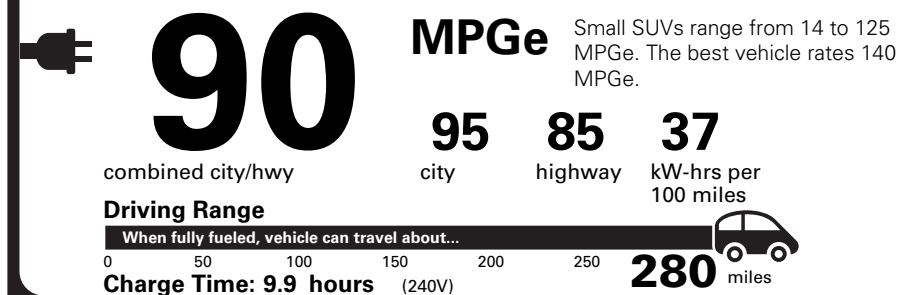 90
MPGe
Small SUVs range from 14 to 125
MPGe. The best vehicle rates 140
MPGe.
95 85 37
combined city/hwy city highway kW-hrs per
100 miles
Driving Range
When fully fueled, vehicle can travel about...
0 50 100 150 200 250 280 miles
Charge Time: 9.9 hours (240V)